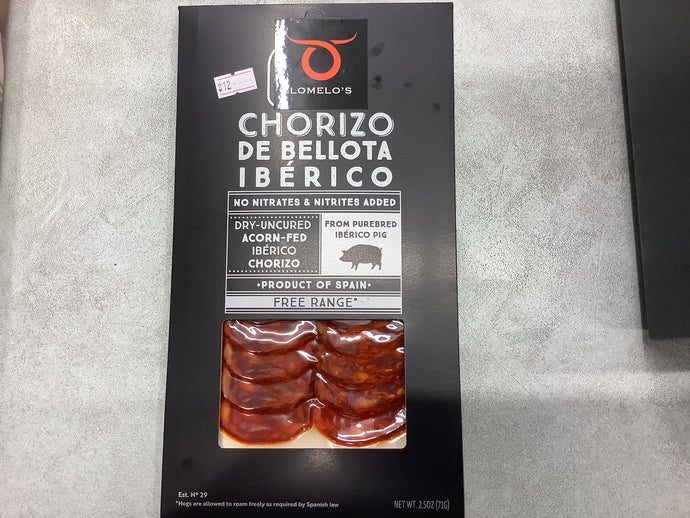 $12
LOMELO'S
CHORIZO
DE BELLOTA
IBÉRICO
NO NITRATES & NITRITES ADDED
DRY-UNCURED
ACORN-FED
IBÉRICO
CHORIZO
FROM PUREBRED
IBÉRICO PIG
•PRODUCT OF SPAIN•
FREE RANGE*
Est. Nº 29
*Hogs are allowed to roam freely as required by Spanish law
NET WT. 2.5OZ (71G)